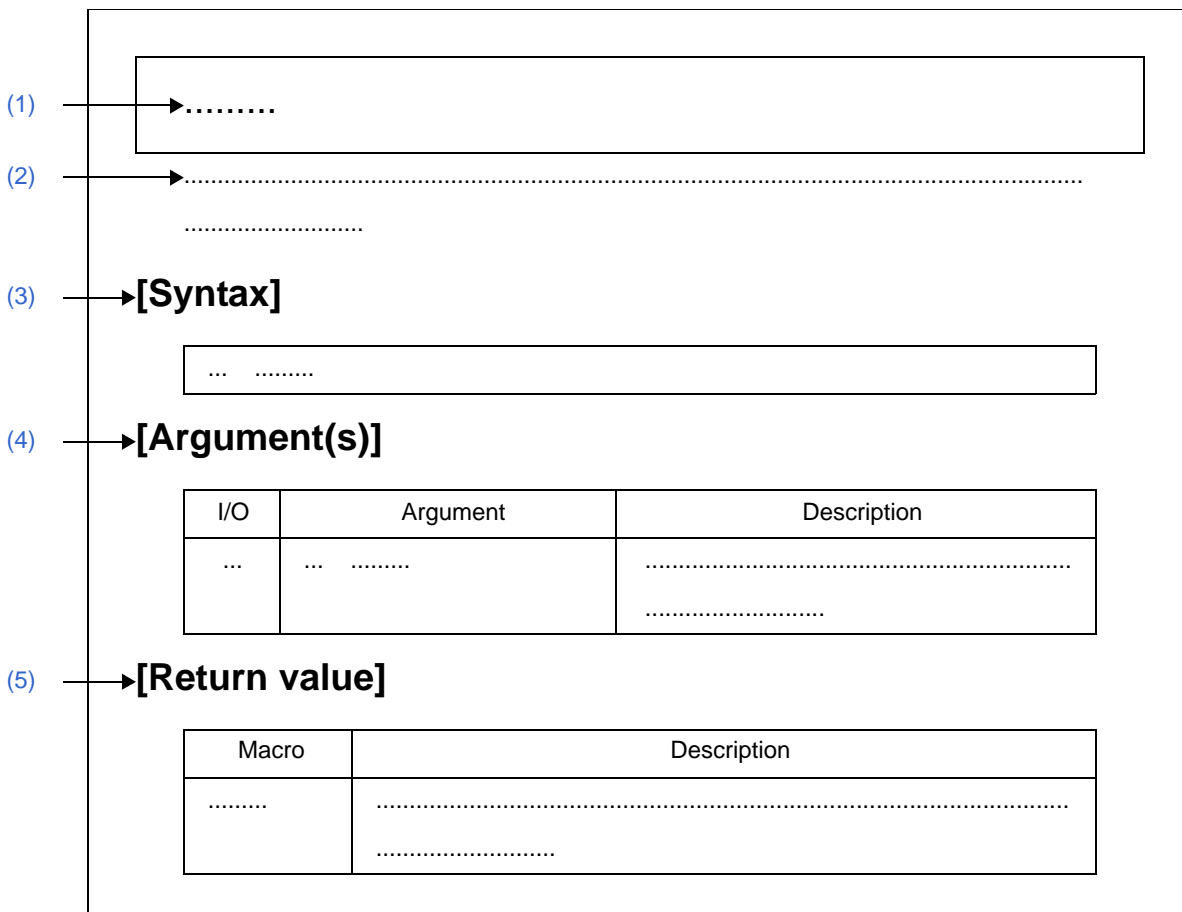 (1) .........
(2) ........................................................................................................................................
...........................
(3) [Syntax]
... .........
(4) [Argument(s)]
I/O Argument Description
... ... ......... ................................................................
...........................
(5) [Return value]
Macro Description
......... ........................................................................................................
...........................